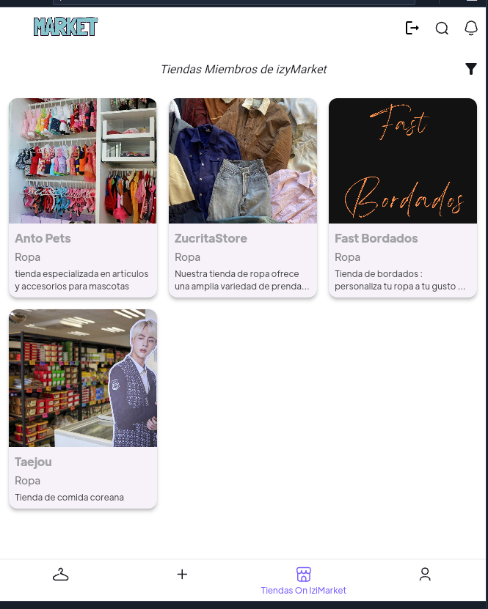 MARKET
Tiendas Miembros de izyMarket
Fast
Bordados
Anto Pets
Ropa
tienda especializada en artículos
y accesorios para mascotas
ZucritaStore
Ropa
Nuestra tienda de ropa ofrece
una amplia variedad de prenda...
Fast Bordados
Ropa
Tienda de bordados :
personaliza tu ropa a tu gusto ...
Taejou
Ropa
Tienda de comida coreana
Tiendas On IziMarket